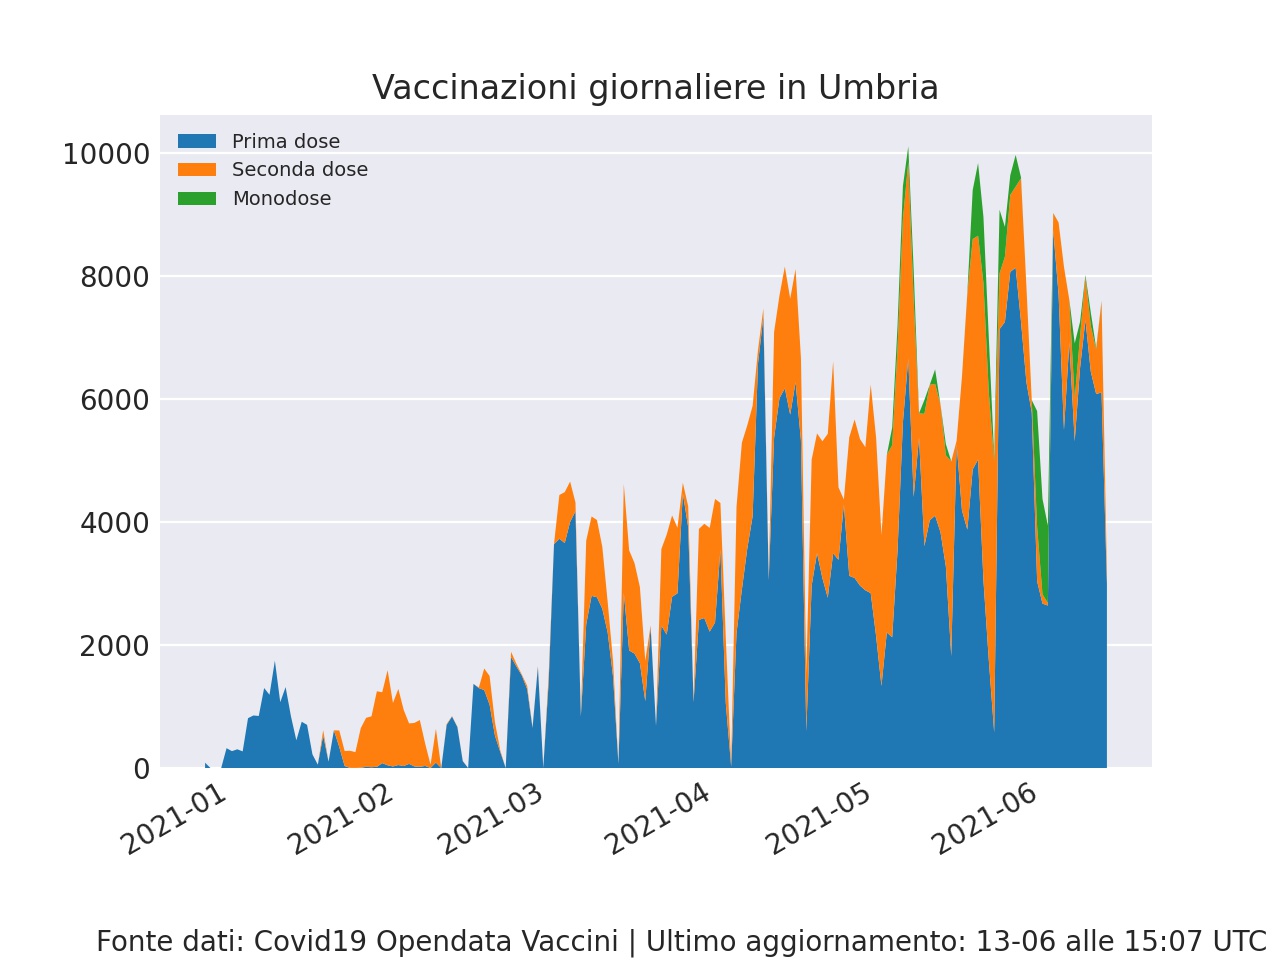 Vaccinazioni giornaliere in Umbria
Prima dose
Seconda dose
Monodose
10000
8000
6000
4000
2000
0
2021-01
2021-02
2021-03
2021-04
2021-05
2021-06
Fonte dati: Covid19 Opendata Vaccini | Ultimo aggiornamento: 13-06 alle 15:07 UTC